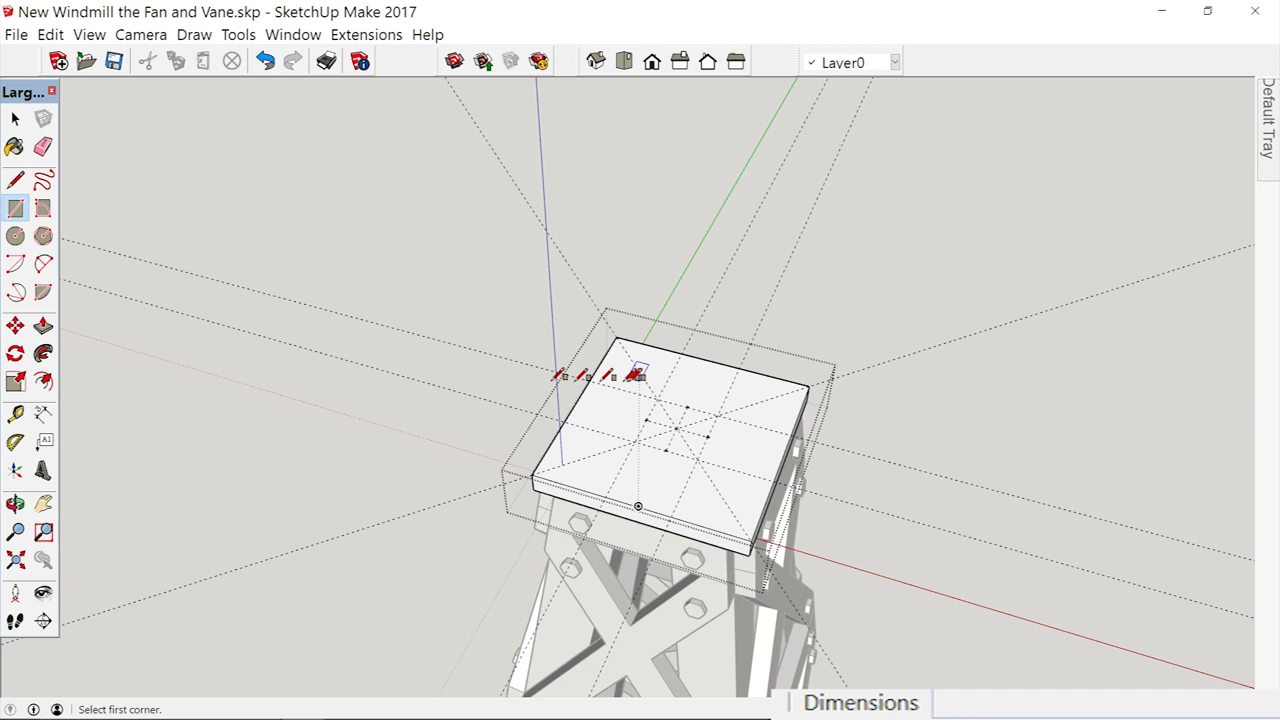 New Windmill the Fan and Vane.skp - SketchUp Make 2017
File Edit View Camera Draw Tools Window Extensions Help
✓ Layer0
Larg...
Default Tray
A1
Select first corner.
Dimensions